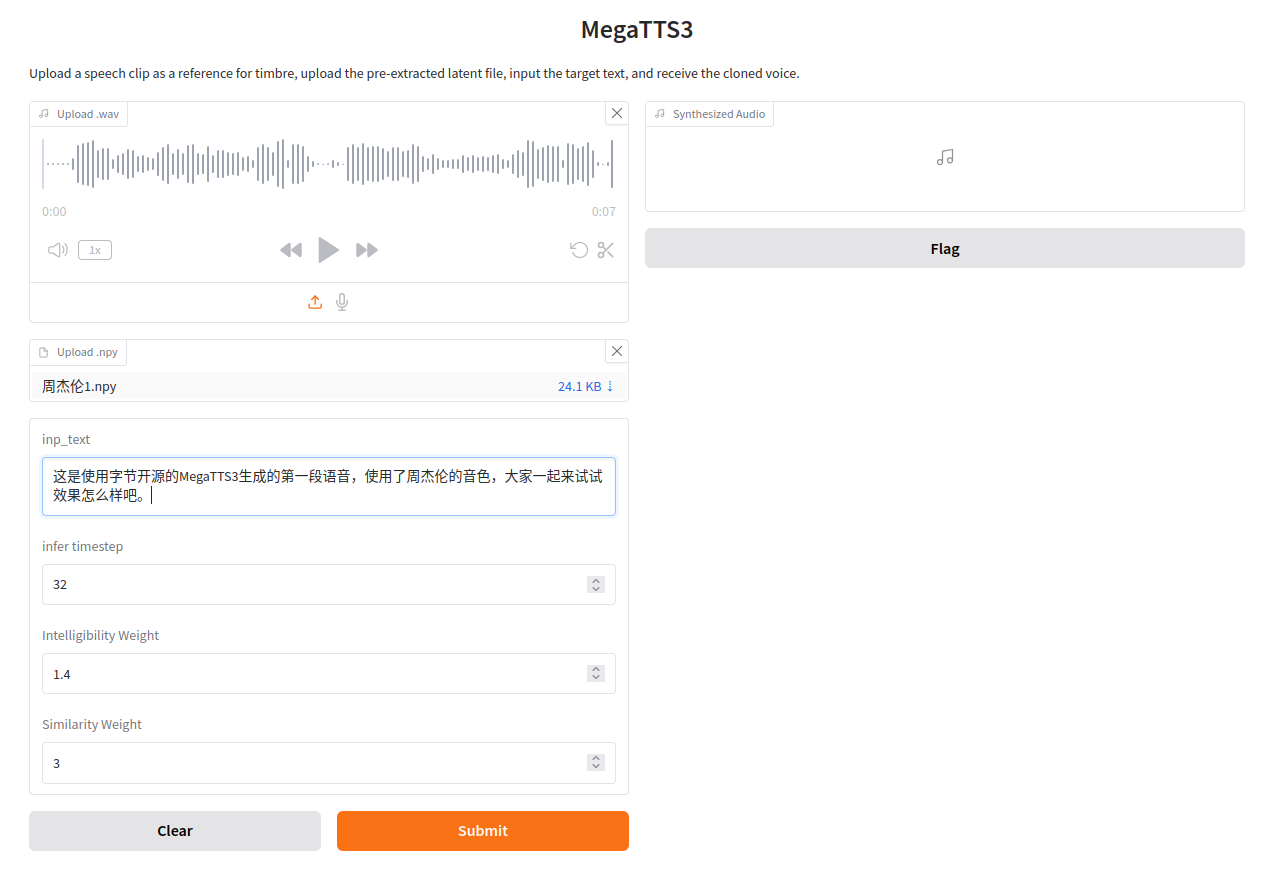 MegaTTS3
Upload a speech clip as a reference for timbre, upload the pre-extracted latent file, input the target text, and receive the cloned voice.
Upload .wav
0:00
0:07
1x
Upload .npy
周杰伦1.npy
24.1 KB ⇣
inp_text
这是使用字节开源的MegaTTS3生成的第一段语音，使用了周杰伦的音色，大家一起来试试
效果怎么样吧。
infer timestep
32
Intelligibility Weight
1.4
Similarity Weight
3
Clear
Submit
Synthesized Audio
Flag